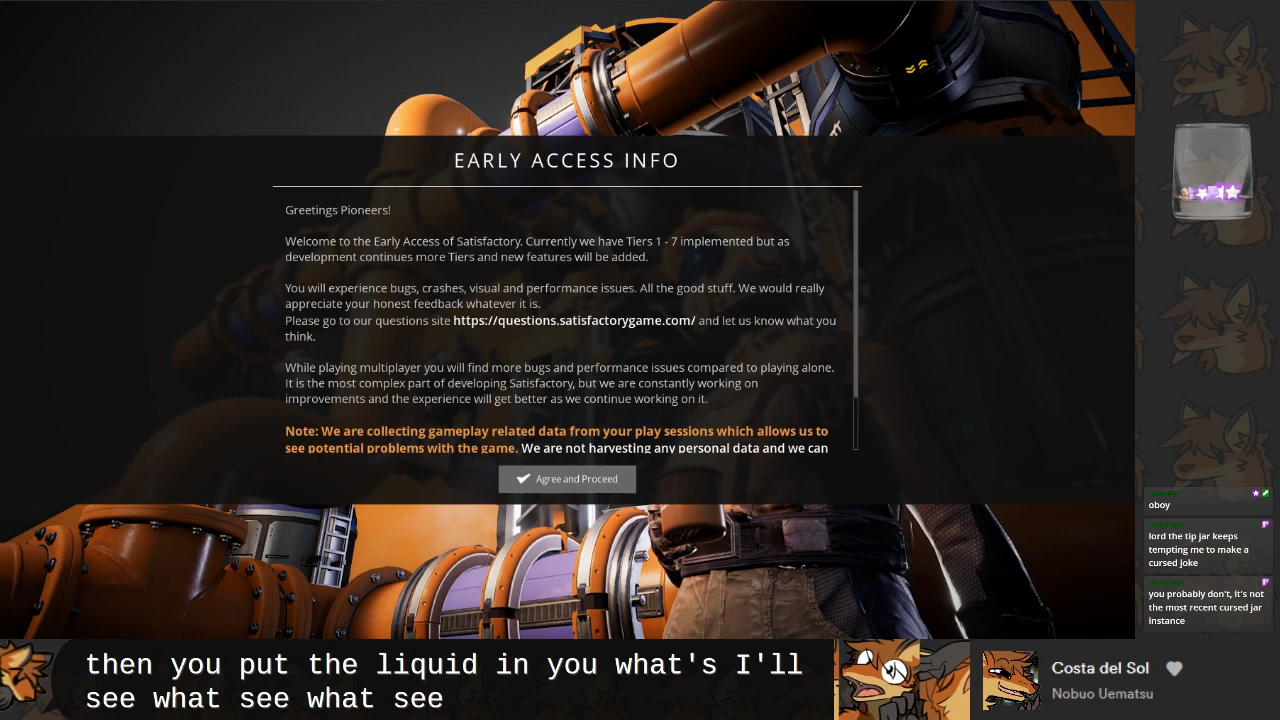 EARLY ACCESS INFO
Greetings Pioneers!
Welcome to the Early Access of Satisfactory. Currently we have Tiers 1 - 7 implemented but as
development continues more Tiers and new features will be added.
You will experience bugs, crashes, visual and performance issues. All the good stuff. We would really
appreciate your honest feedback whatever it is.
Please go to our questions site https://questions.satisfactorygame.com/ and let us know what you
think.
While playing multiplayer you will find more bugs and performance issues compared to playing alone.
It is the most complex part of developing Satisfactory, but we are constantly working on
improvements and the experience will get better as we continue working on it.
Note: We are collecting gameplay related data from your play sessions which allows us to
see potential problems with the game. We are not harvesting any personal data and we can
Agree and Proceed
oboy
lord the tip jar keeps
tempting me to make a
cursed joke
you probably don't, it's not
the most recent cursed jar
instance
then you put the liquid in you what's I'll
see what see what see
Costa del Sol
Nobuo Uematsu